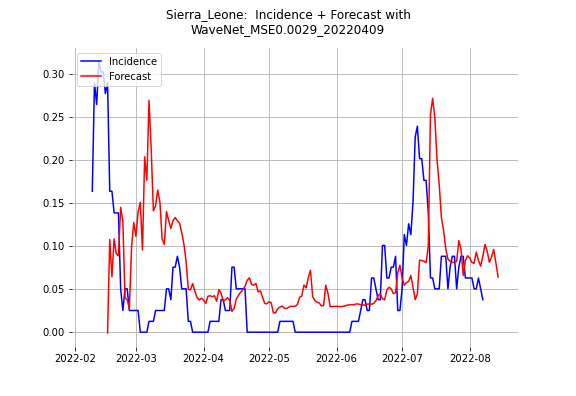 Sierra_Leone:  Incidence + Forecast with
WaveNet_MSE0.0029_20220409
Incidence
Forecast
0.30
0.25
0.20
0.15
0.10
0.05
0.00
2022-02 2022-03 2022-04 2022-05 2022-06 2022-07 2022-08